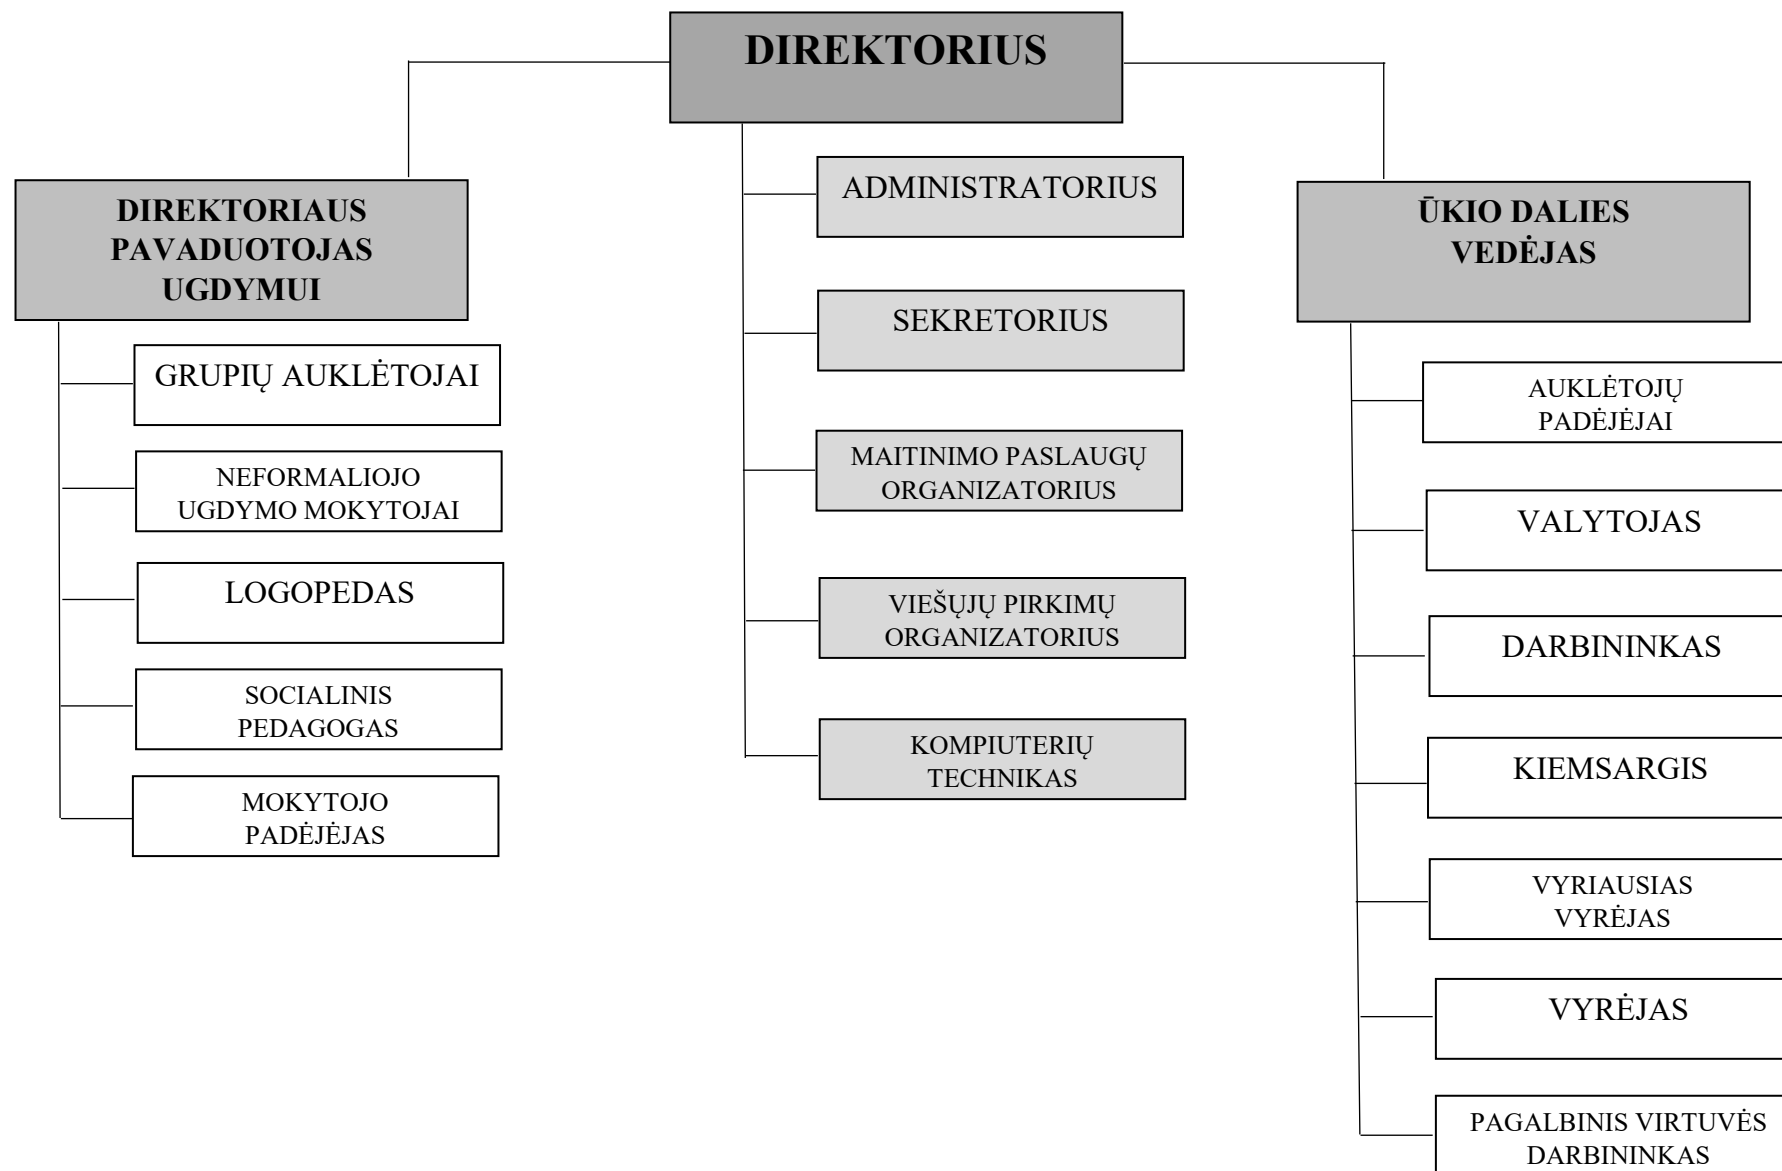 DIREKTORIUS
DIREKTORIAUS
PAVADUOTOJAS
UGDYMUI
GRUPIŲ AUKLĖTOJAI
NEFORMALIOJO
UGDYMO MOKYTOJAI
LOGOPEDAS
SOCIALINIS
PEDAGOGAS
MOKYTOJO
PADĖJĖJAS
ADMINISTRATORIUS
SEKRETORIUS
MAITINIMO PASLAUGŲ
ORGANIZATORIUS
VIEŠŲJŲ PIRKIMŲ
ORGANIZATORIUS
KOMPIUTERIŲ
TECHNIKAS
ŪKIO DALIES
VEDĖJAS
AUKLĖTOJŲ
PADĖJĖJAI
VALYTOJAS
DARBININKAS
KIEMSARGIS
VYRIAUSIAS
VYRĖJAS
VYRĖJAS
PAGALBINIS VIRTUVĖS
DARBININKAS